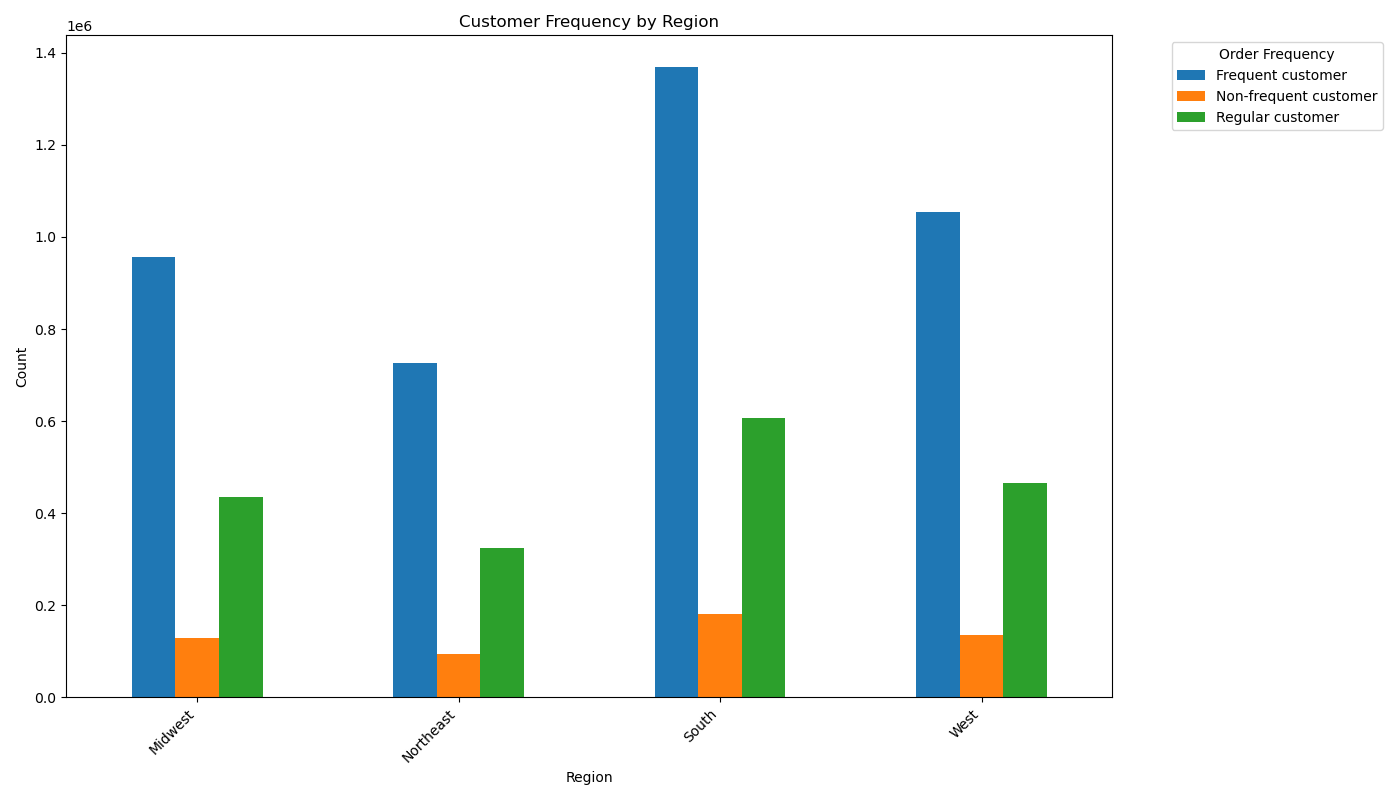 Customer Frequency by Region
1e6
1.4
1.2
1.0
0.8
0.6
0.4
0.2
0.0
Count
Midwest
Northeast
South
West
Region
Order Frequency
Frequent customer
Non-frequent customer
Regular customer